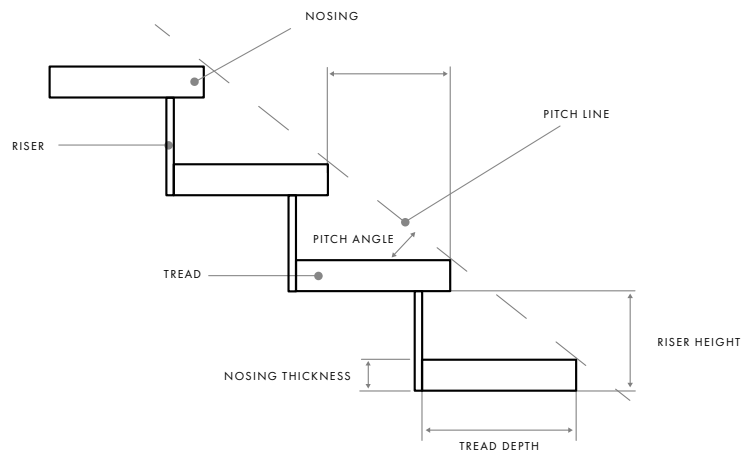 NOSING
PITCH LINE
RISER
PITCH ANGLE
TREAD
RISER HEIGHT
NOSING THICKNESS
TREAD DEPTH